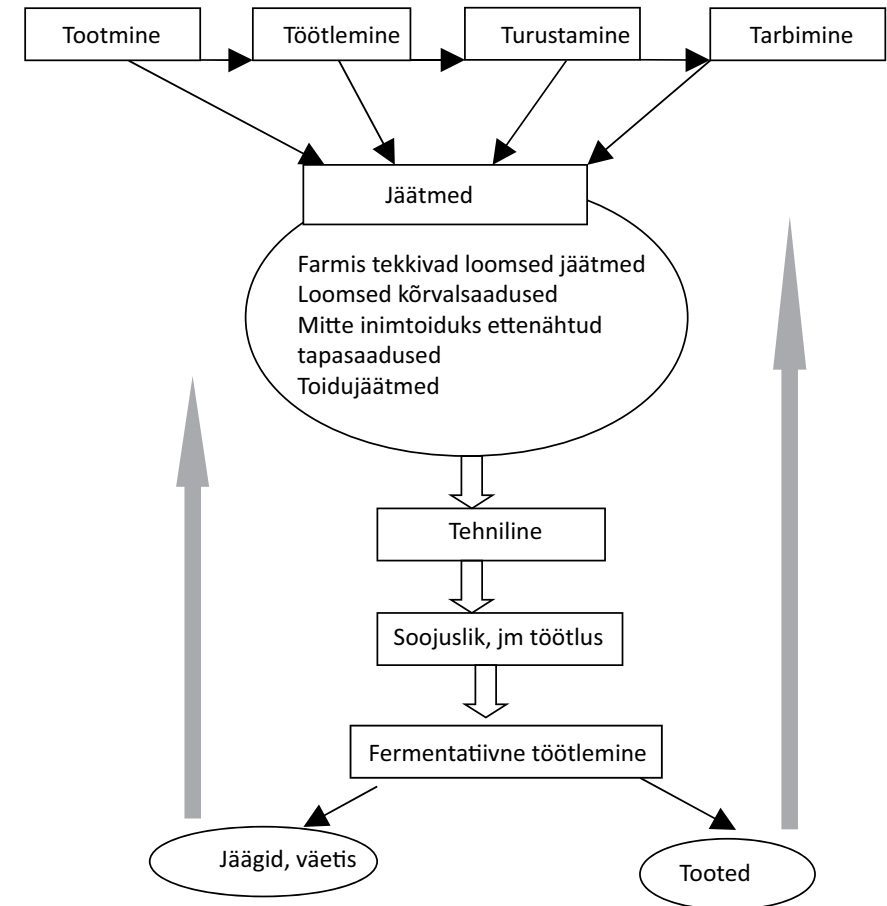 Tootmine
Töötlemine
Turustamine
Tarbimine
Jäätmed
Farmis tekkivad loomsed jäätmed
Loomsed kõrvalsaadused
Mitte inimtoiduks ettenähtud
tapasaadused
Toidujäätmed
Tehniline
Soojuslik, jm töötlus
Fermentatiivne töötlemine
Jäägid, väetis
Tooted